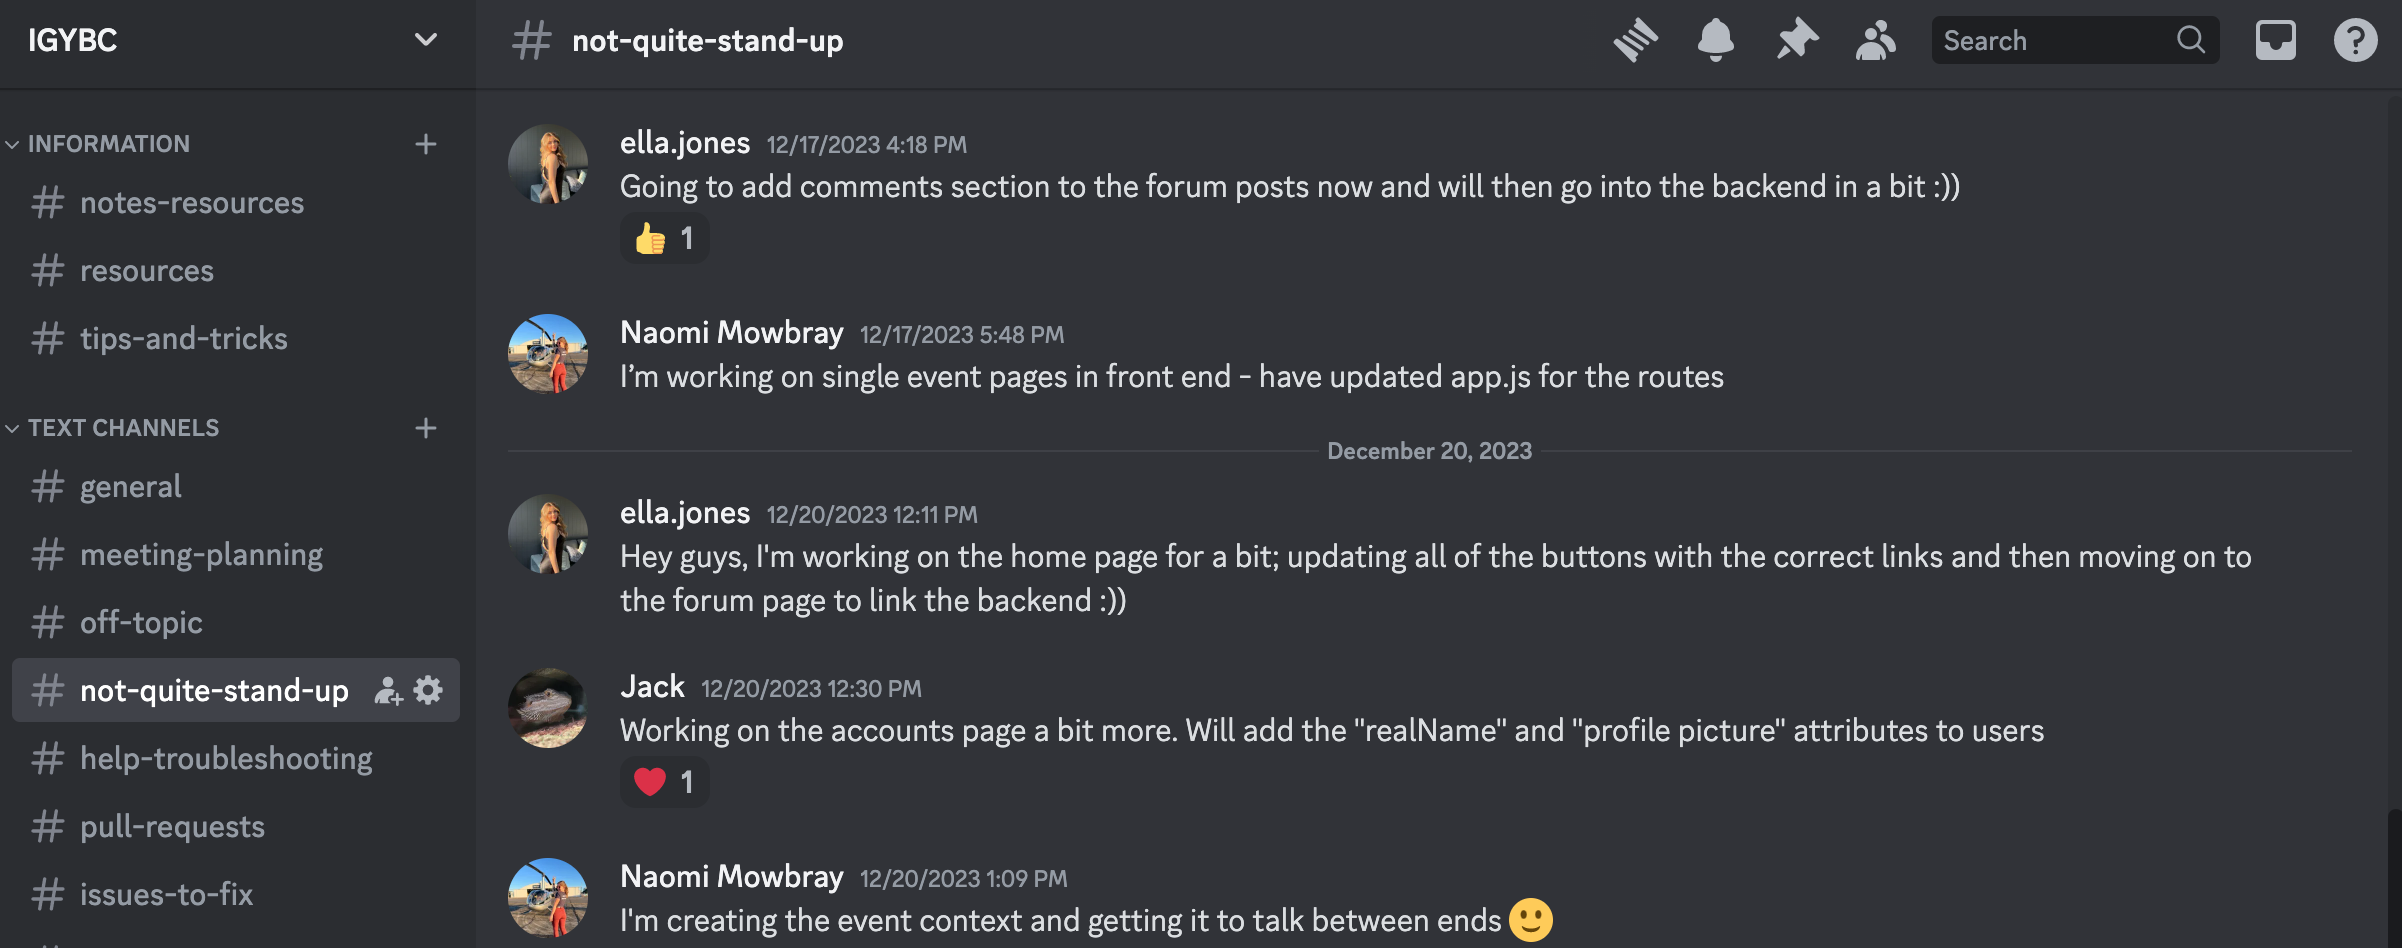 IGYBC
INFORMATION
# notes-resources
# resources
# tips-and-tricks
TEXT CHANNELS
# general
# meeting-planning
# off-topic
# not-quite-stand-up
# help-troubleshooting
# pull-requests
# issues-to-fix
# not-quite-stand-up
Search
ella.jones 12/17/2023 4:18 PM
Going to add comments section to the forum posts now and will then go into the backend in a bit :))
👍 1
Naomi Mowbray 12/17/2023 5:48 PM
I’m working on single event pages in front end - have updated app.js for the routes
December 20, 2023
ella.jones 12/20/2023 12:11 PM
Hey guys, I'm working on the home page for a bit; updating all of the buttons with the correct links and then moving on to
the forum page to link the backend :))
Jack 12/20/2023 12:30 PM
Working on the accounts page a bit more. Will add the "realName" and "profile picture" attributes to users
❤️ 1
Naomi Mowbray 12/20/2023 1:09 PM
I'm creating the event context and getting it to talk between ends 🙂